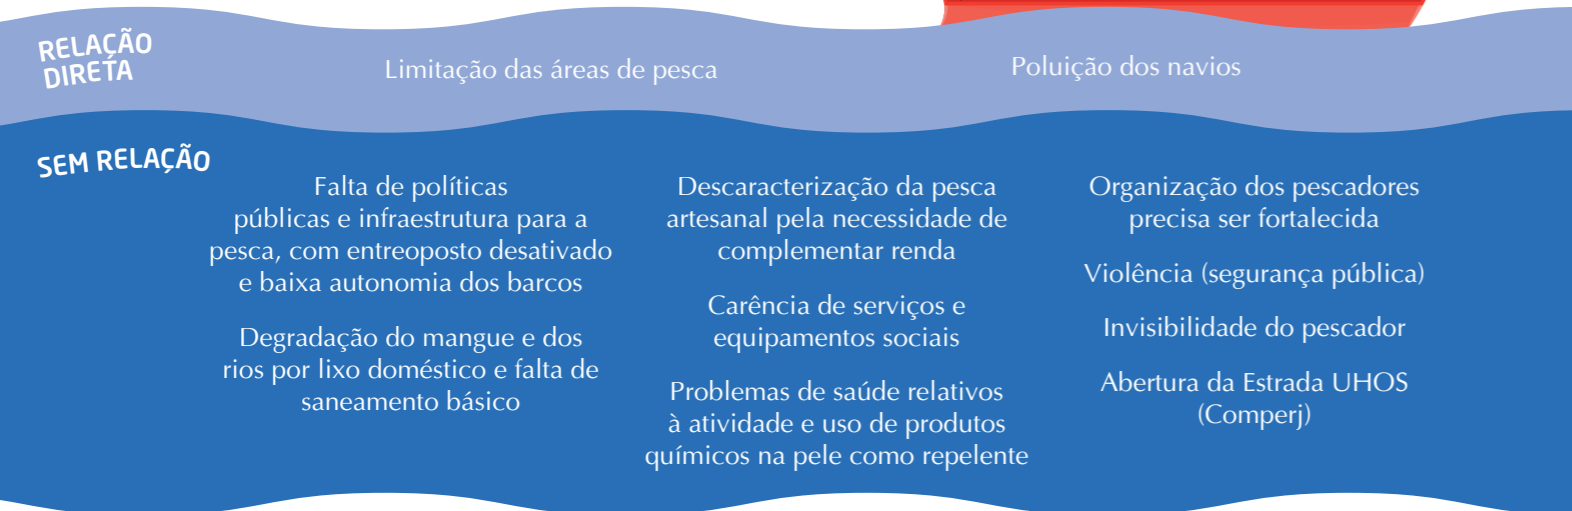 RELAÇÃO
DIRETA
Limitação das áreas de pesca
Poluição dos navios
SEM RELAÇÃO
Falta de políticas
públicas e infraestrutura para a
pesca, com entreoposto desativado
e baixa autonomia dos barcos
Degradação do mangue e dos
rios por lixo doméstico e falta de
saneamento básico
Descaracterização da pesca
artesanal pela necessidade de
complementar renda
Carência de serviços e
equipamentos sociais
Problemas de saúde relativos
à atividade e uso de produtos
químicos na pele como repelente
Organização dos pescadores
precisa ser fortalecida
Violência (segurança pública)
Invisibilidade do pescador
Abertura da Estrada UHOS
(Comperj)